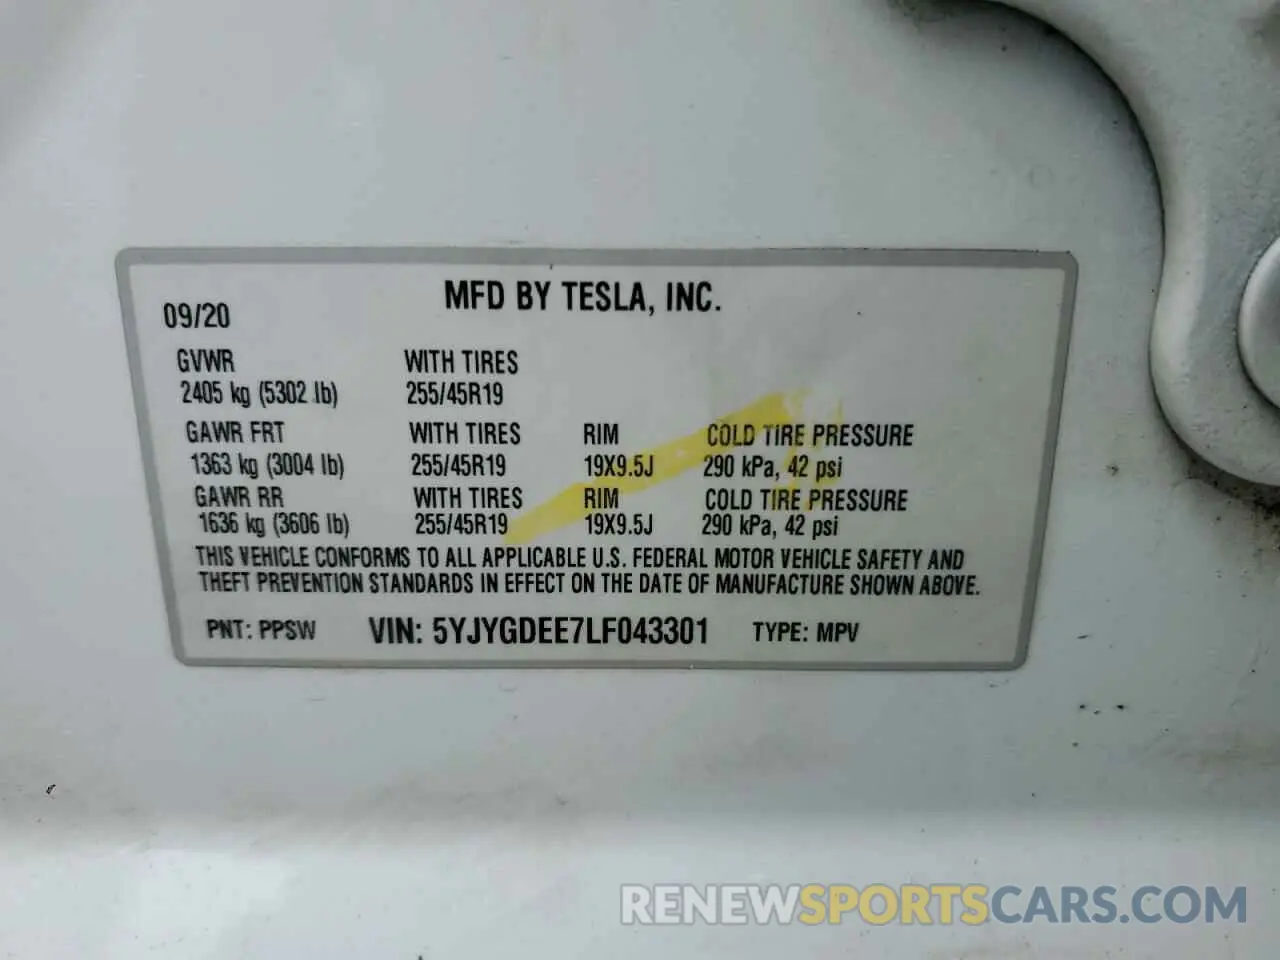 MFD BY TESLA, INC.
09/20
GVWR WITH TIRES
2405 kg (5302 lb) 255/45R19
GAWR FRT WITH TIRES RIM COLD TIRE PRESSURE
1363 kg (3004 lb) 255/45R19 19X9.5J 290 kPa, 42 psi
GAWR RR WITH TIRES RIM COLD TIRE PRESSURE
1636 kg (3606 lb) 255/45R19 19X9.5J 290 kPa, 42 psi
THIS VEHICLE CONFORMS TO ALL APPLICABLE U.S. FEDERAL MOTOR VEHICLE SAFETY AND
THEFT PREVENTION STANDARDS IN EFFECT ON THE DATE OF MANUFACTURE SHOWN ABOVE.
PNT: PPSW VIN: 5YJYGDEE7LF043301 TYPE: MPV
RENEWSPORTSCARS.COM